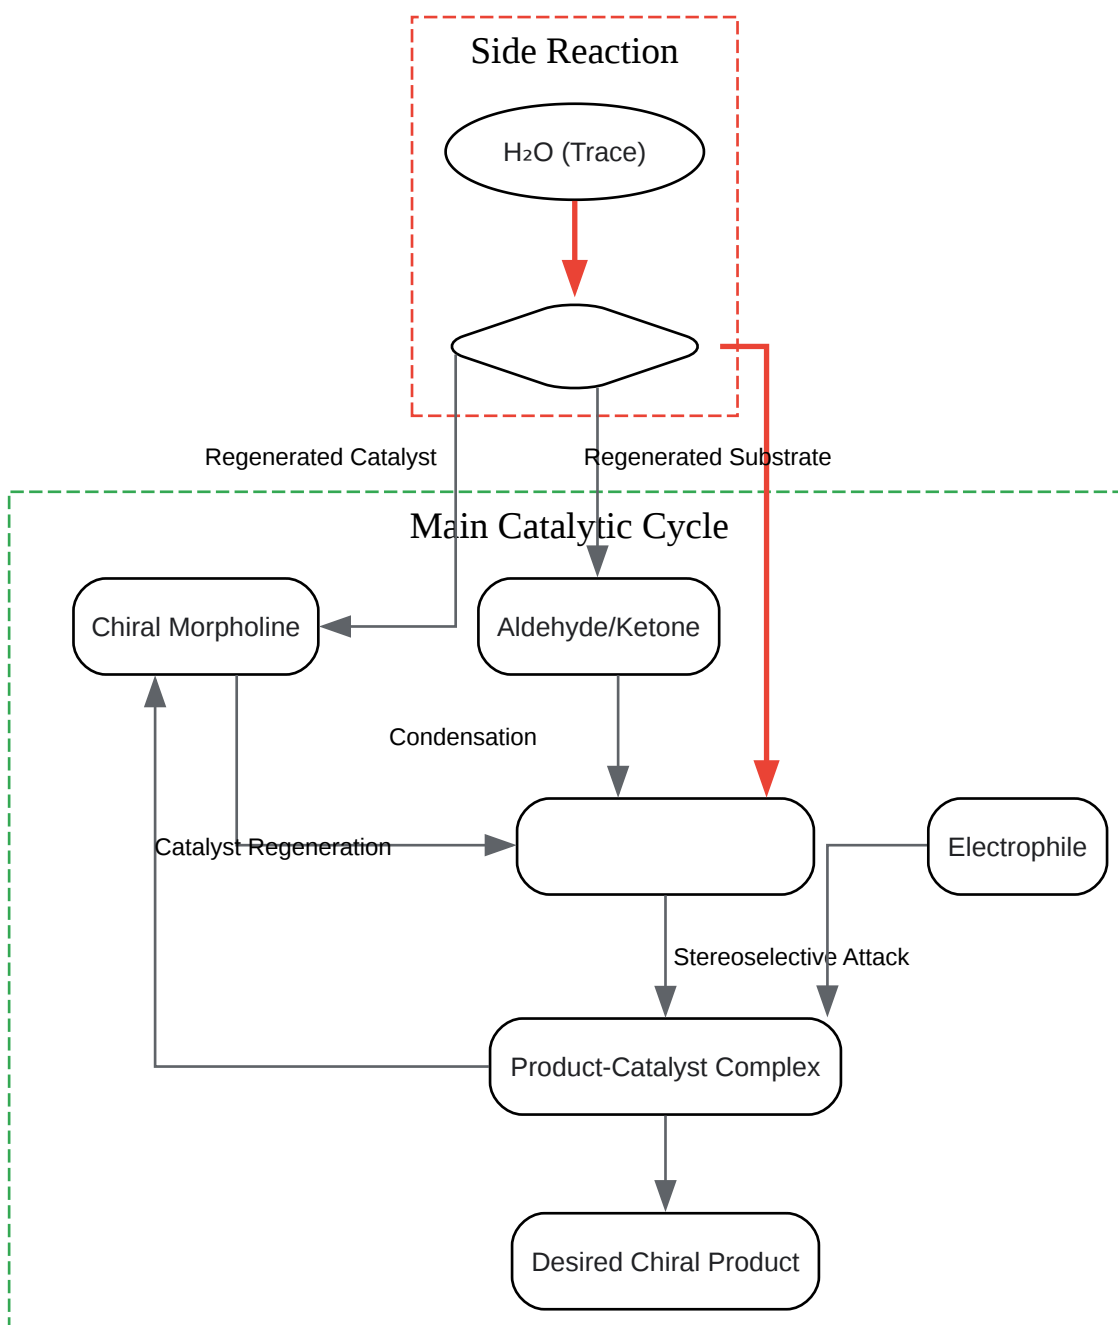 Side Reaction
H₂O (Trace)
Regenerated Catalyst
Regenerated Substrate
Main Catalytic Cycle
Chiral Morpholine
Aldehyde/Ketone
Condensation
Catalyst Regeneration
Electrophile
Stereoselective Attack
Product-Catalyst Complex
Desired Chiral Product